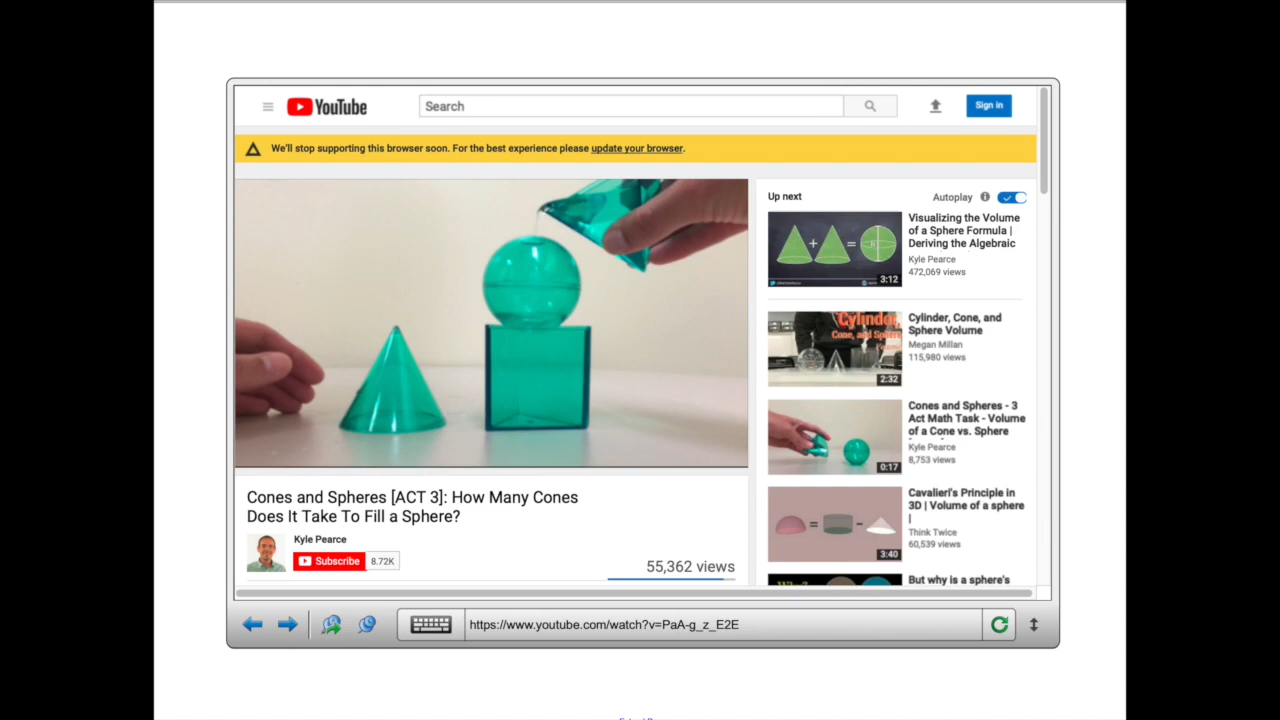 YouTube
Search
Sign in
We'll stop supporting this browser soon. For the best experience please update your browser.
Up next
Autoplay
Visualizing the Volume
of a Sphere Formula |
Deriving the Algebraic
Kyle Pearce
472,069 views
3:12
Cylinder,
Cone, and Sphere
Cylinder, Cone, and
Sphere Volume
Megan Millan
115,980 views
2:32
Cones and Spheres - 3
Act Math Task - Volume
of a Cone vs. Sphere
Kyle Pearce
8,753 views
0:17
Cavalieri's Principle in
3D | Volume of a sphere
|
Think Twice
60,539 views
3:40
But why is a sphere's
Cones and Spheres [ACT 3]: How Many Cones
Does It Take To Fill a Sphere?
Kyle Pearce
Subscribe 8.72K
55,362 views
https://www.youtube.com/watch?v=PaA-g_z_E2E